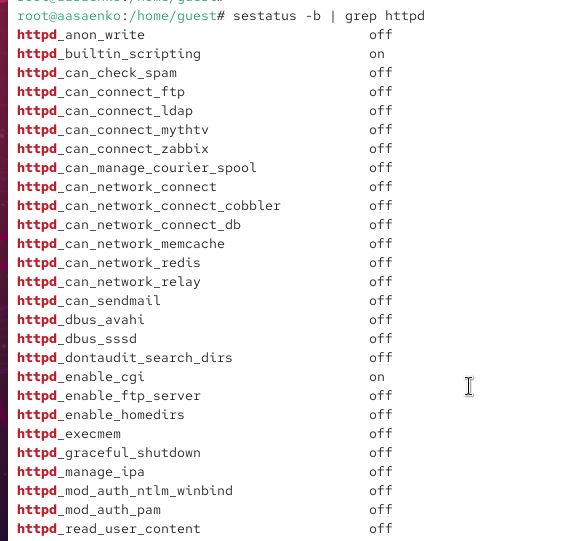 root@aasaenko:/home/guest# sestatus -b | grep httpd
httpd_anon_write                            off
httpd_builtin_scripting                     on
httpd_can_check_spam                        off
httpd_can_connect_ftp                       off
httpd_can_connect_ldap                      off
httpd_can_connect_mythtv                    off
httpd_can_connect_zabbix                    off
httpd_can_manage_courier_spool              off
httpd_can_network_connect                   off
httpd_can_network_connect_cobbler           off
httpd_can_network_connect_db                off
httpd_can_network_memcache                  off
httpd_can_network_redis                     off
httpd_can_network_relay                     off
httpd_can_sendmail                          off
httpd_dbus_avahi                            off
httpd_dbus_sssd                             off
httpd_dontaudit_search_dirs                 off
httpd_enable_cgi                            on
httpd_enable_ftp_server                     off
httpd_enable_homedirs                       off
httpd_execmem                               off
httpd_graceful_shutdown                     off
httpd_manage_ipa                            off
httpd_mod_auth_ntlm_winbind                 off
httpd_mod_auth_pam                          off
httpd_read_user_content                     off